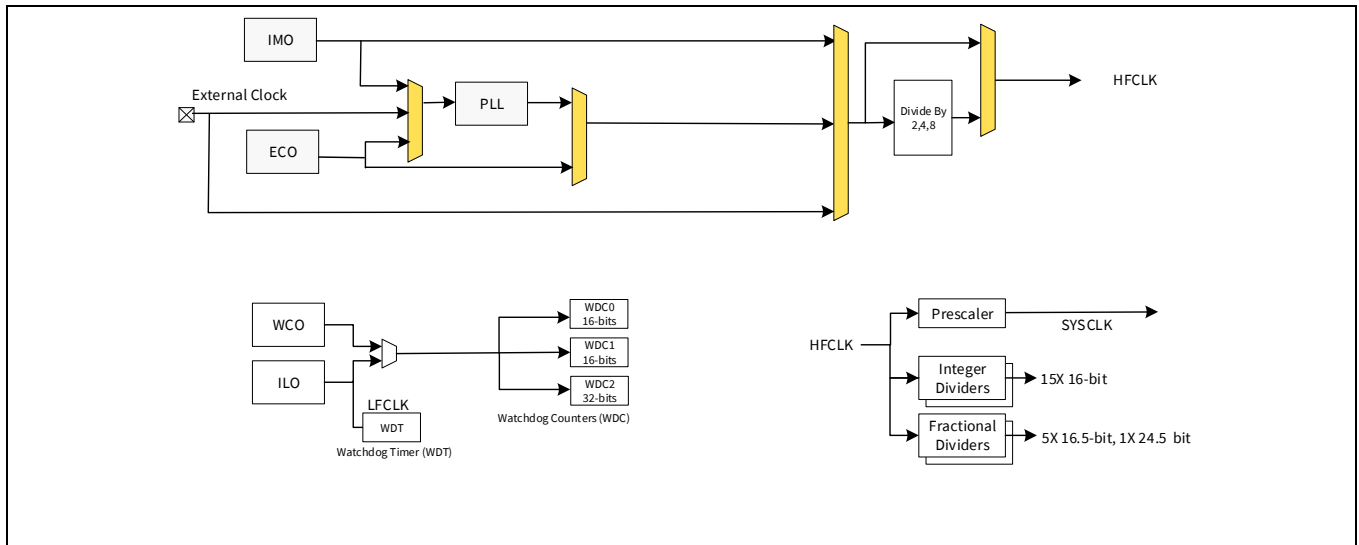 IMO
External Clock
PLL
ECO
Divide By
2,4,8
HFCLK
WCO
ILO
LFCLK
WDT
Watchdog Timer (WDT)
WDC0
16-bits
WDC1
16-bits
WDC2
32-bits
Watchdog Counters (WDC)
HFCLK
Prescaler
SYSCLK
Integer
Dividers
15X 16-bit
Fractional
Dividers
5X 16.5-bit, 1X 24.5 bit